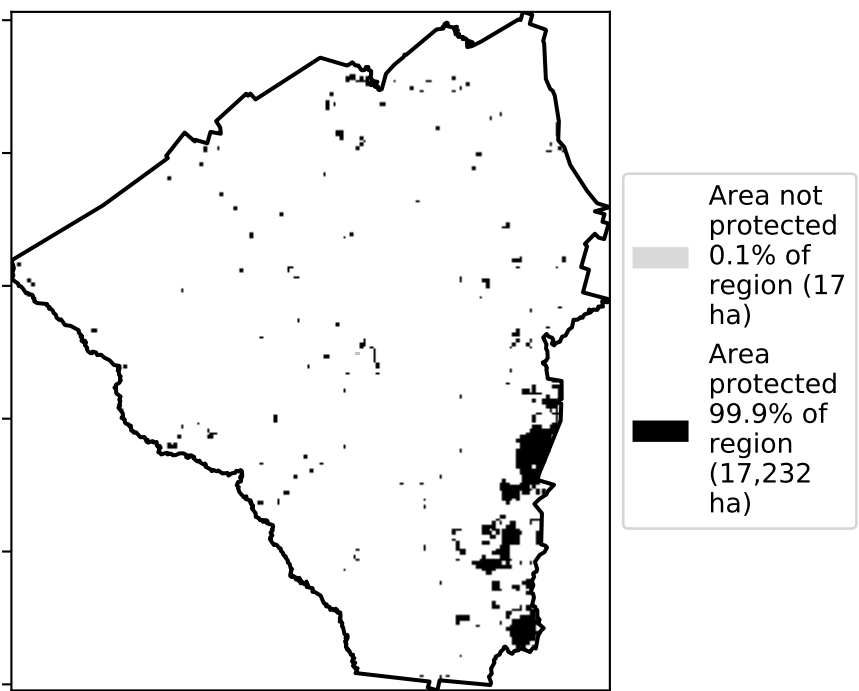 Area not
protected
0.1% of
region (17
ha)
Area
protected
99.9% of
region
(17,232
ha)